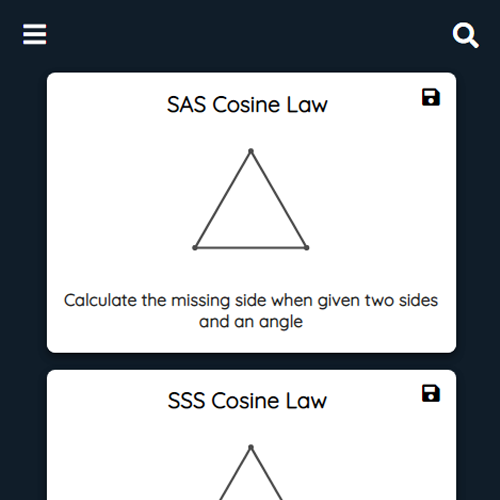 SAS Cosine Law
Calculate the missing side when given two sides
and an angle
SSS Cosine Law